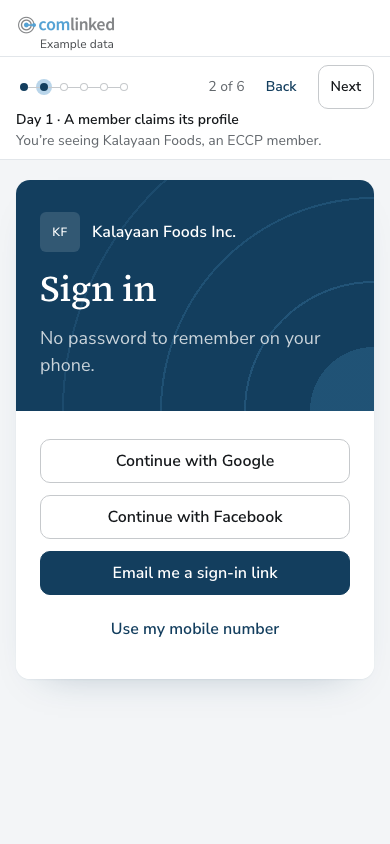 comlinked
Example data
2 of 6
Back
Next
Day 1 · A member claims its profile
You’re seeing Kalayaan Foods, an ECCP member.
KF
Kalayaan Foods Inc.
Sign in
No password to remember on your
phone.
Continue with Google
Continue with Facebook
Email me a sign-in link
Use my mobile number